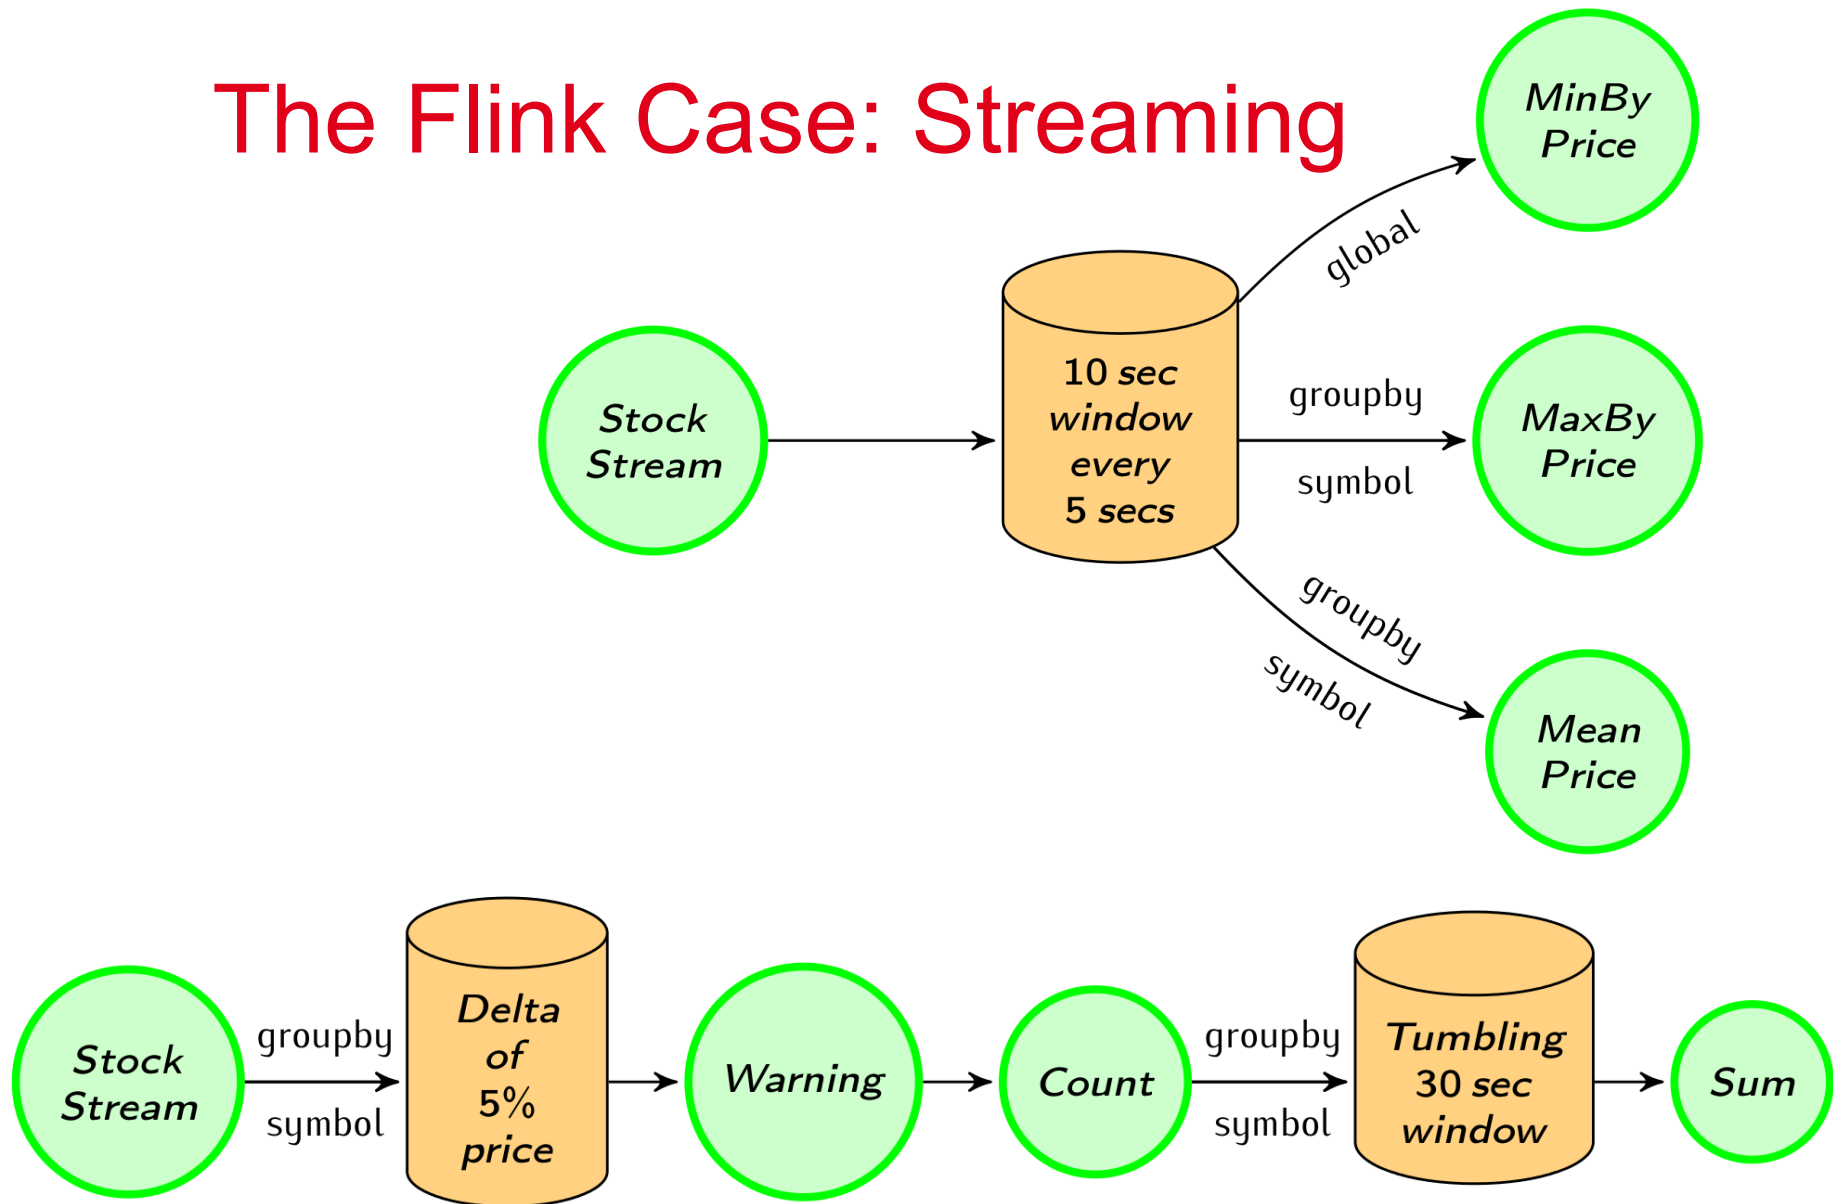 The Flink Case: Streaming
MinBy
Price
global
Stock
Stream
10 sec
window
every
5 secs
groupby
symbol
MaxBy
Price
groupby
symbol
Mean
Price
Stock
Stream
groupby
symbol
Delta
of
5%
price
Warning
Count
groupby
symbol
Tumbling
30 sec
window
Sum